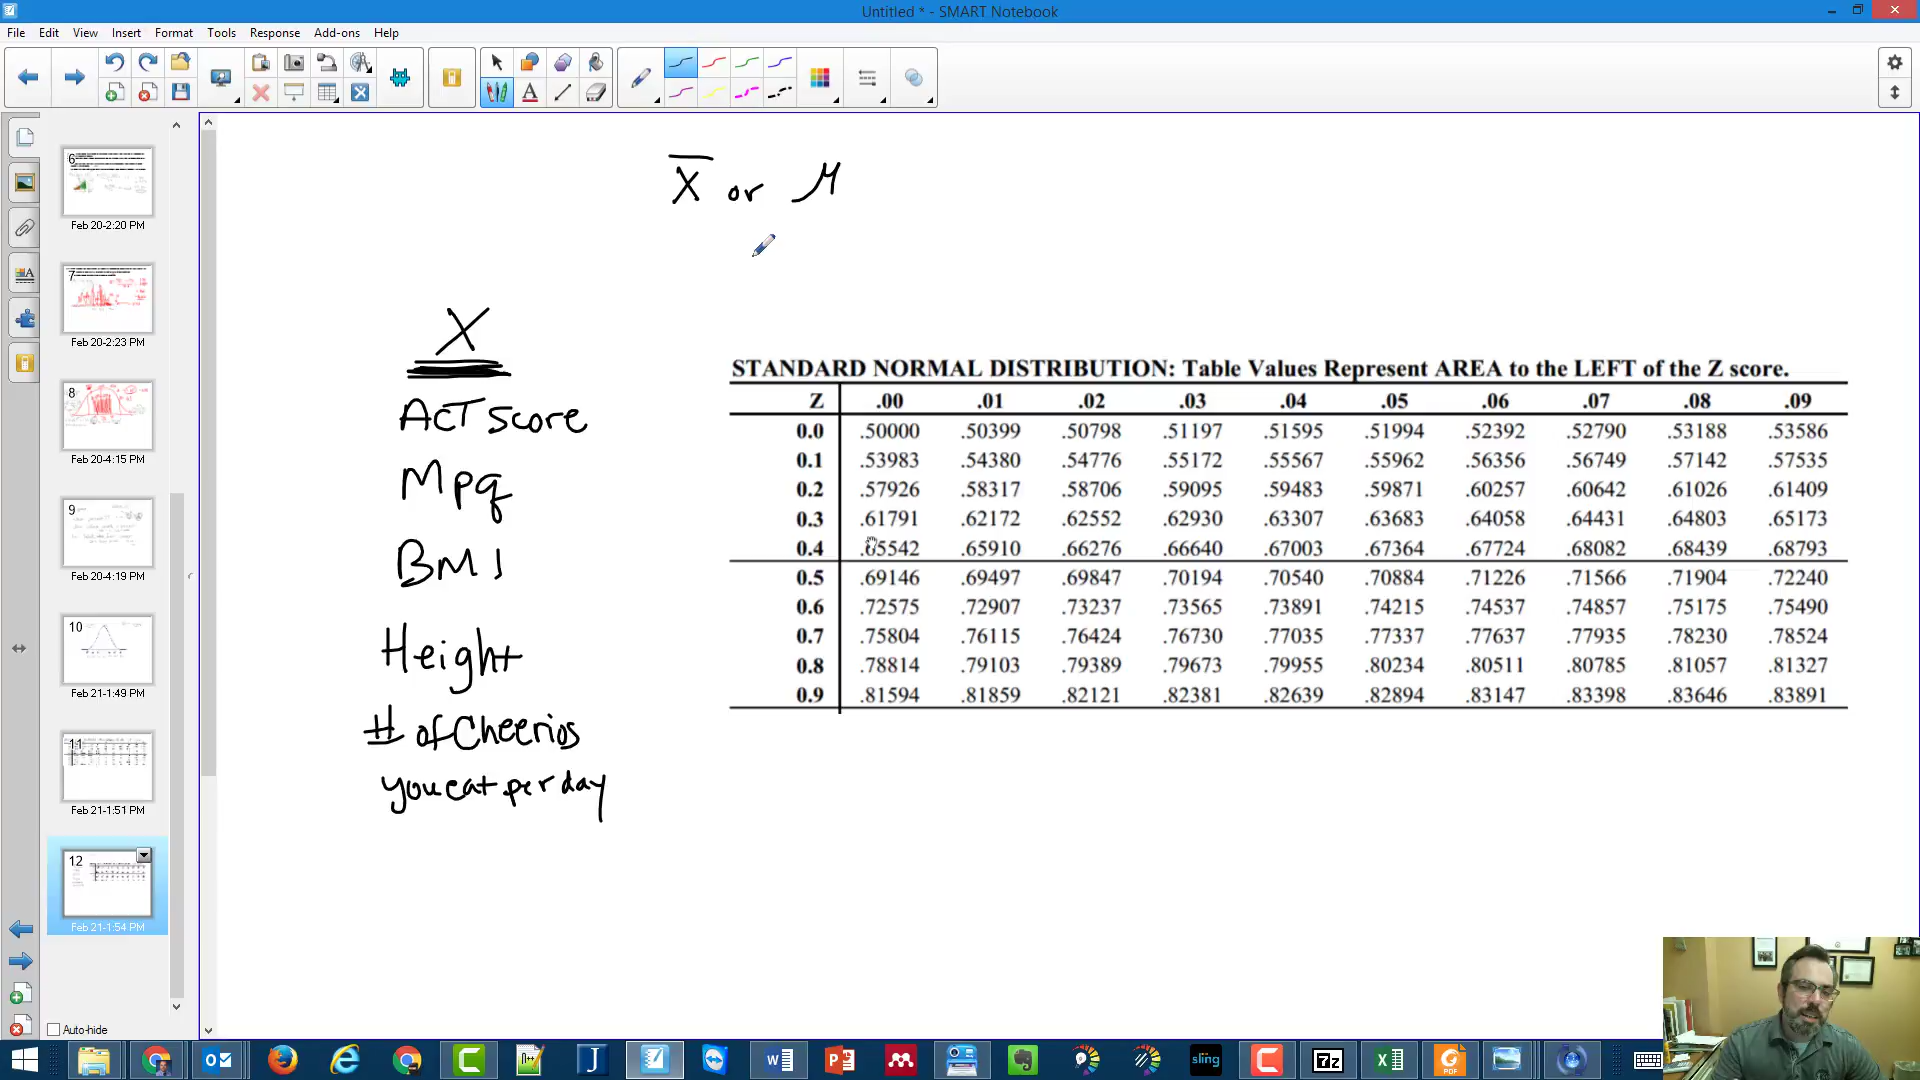 Untitled * - SMART Notebook
File Edit View Insert Format Tools Response Add-ons Help
X or μ
X
ACT score
Mpg
BMI
Height
# of Cheerios
you eat per day
STANDARD NORMAL DISTRIBUTION: Table Values Represent AREA to the LEFT of the Z score.
Z .00 .01 .02 .03 .04 .05 .06 .07 .08 .09
0.0 .50000 .50399 .50798 .51197 .51595 .51994 .52392 .52790 .53188 .53586
0.1 .53983 .54380 .54776 .55172 .55567 .55962 .56356 .56749 .57142 .57535
0.2 .57926 .58317 .58706 .59095 .59483 .59871 .60257 .60642 .61026 .61409
0.3 .61791 .62172 .62552 .62930 .63307 .63683 .64058 .64431 .64803 .65173
0.4 .65542 .65910 .66276 .66640 .67003 .67364 .67724 .68082 .68439 .68793
0.5 .69146 .69497 .69847 .70194 .70540 .70884 .71226 .71566 .71904 .72240
0.6 .72575 .72907 .73237 .73565 .73891 .74215 .74537 .74857 .75175 .75490
0.7 .75804 .76115 .76424 .76730 .77035 .77337 .77637 .77935 .78230 .78524
0.8 .78814 .79103 .79389 .79673 .79955 .80234 .80511 .80785 .81057 .81327
0.9 .81594 .81859 .82121 .82381 .82639 .82894 .83147 .83398 .83646 .83891
6
Feb 20-2:20 PM
7
Feb 20-2:23 PM
8
Feb 20-4:15 PM
9
Feb 20-4:19 PM
10
Feb 21-1:49 PM
11
Feb 21-1:51 PM
12
Feb 21-1:54 PM
Auto-hide
sling
7z
PDF